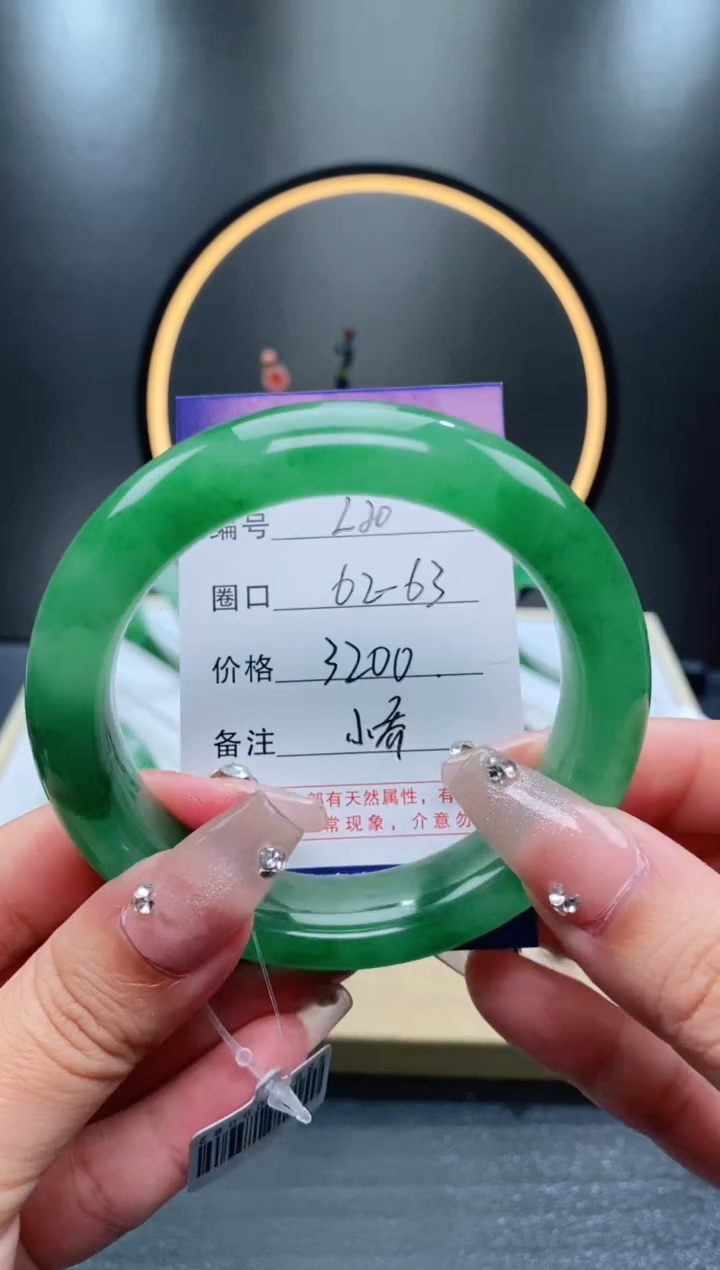 编号 L20
圈口 62-63
价格 3200.
备注 小乔
部有天然属性，有
常现象，介意勿